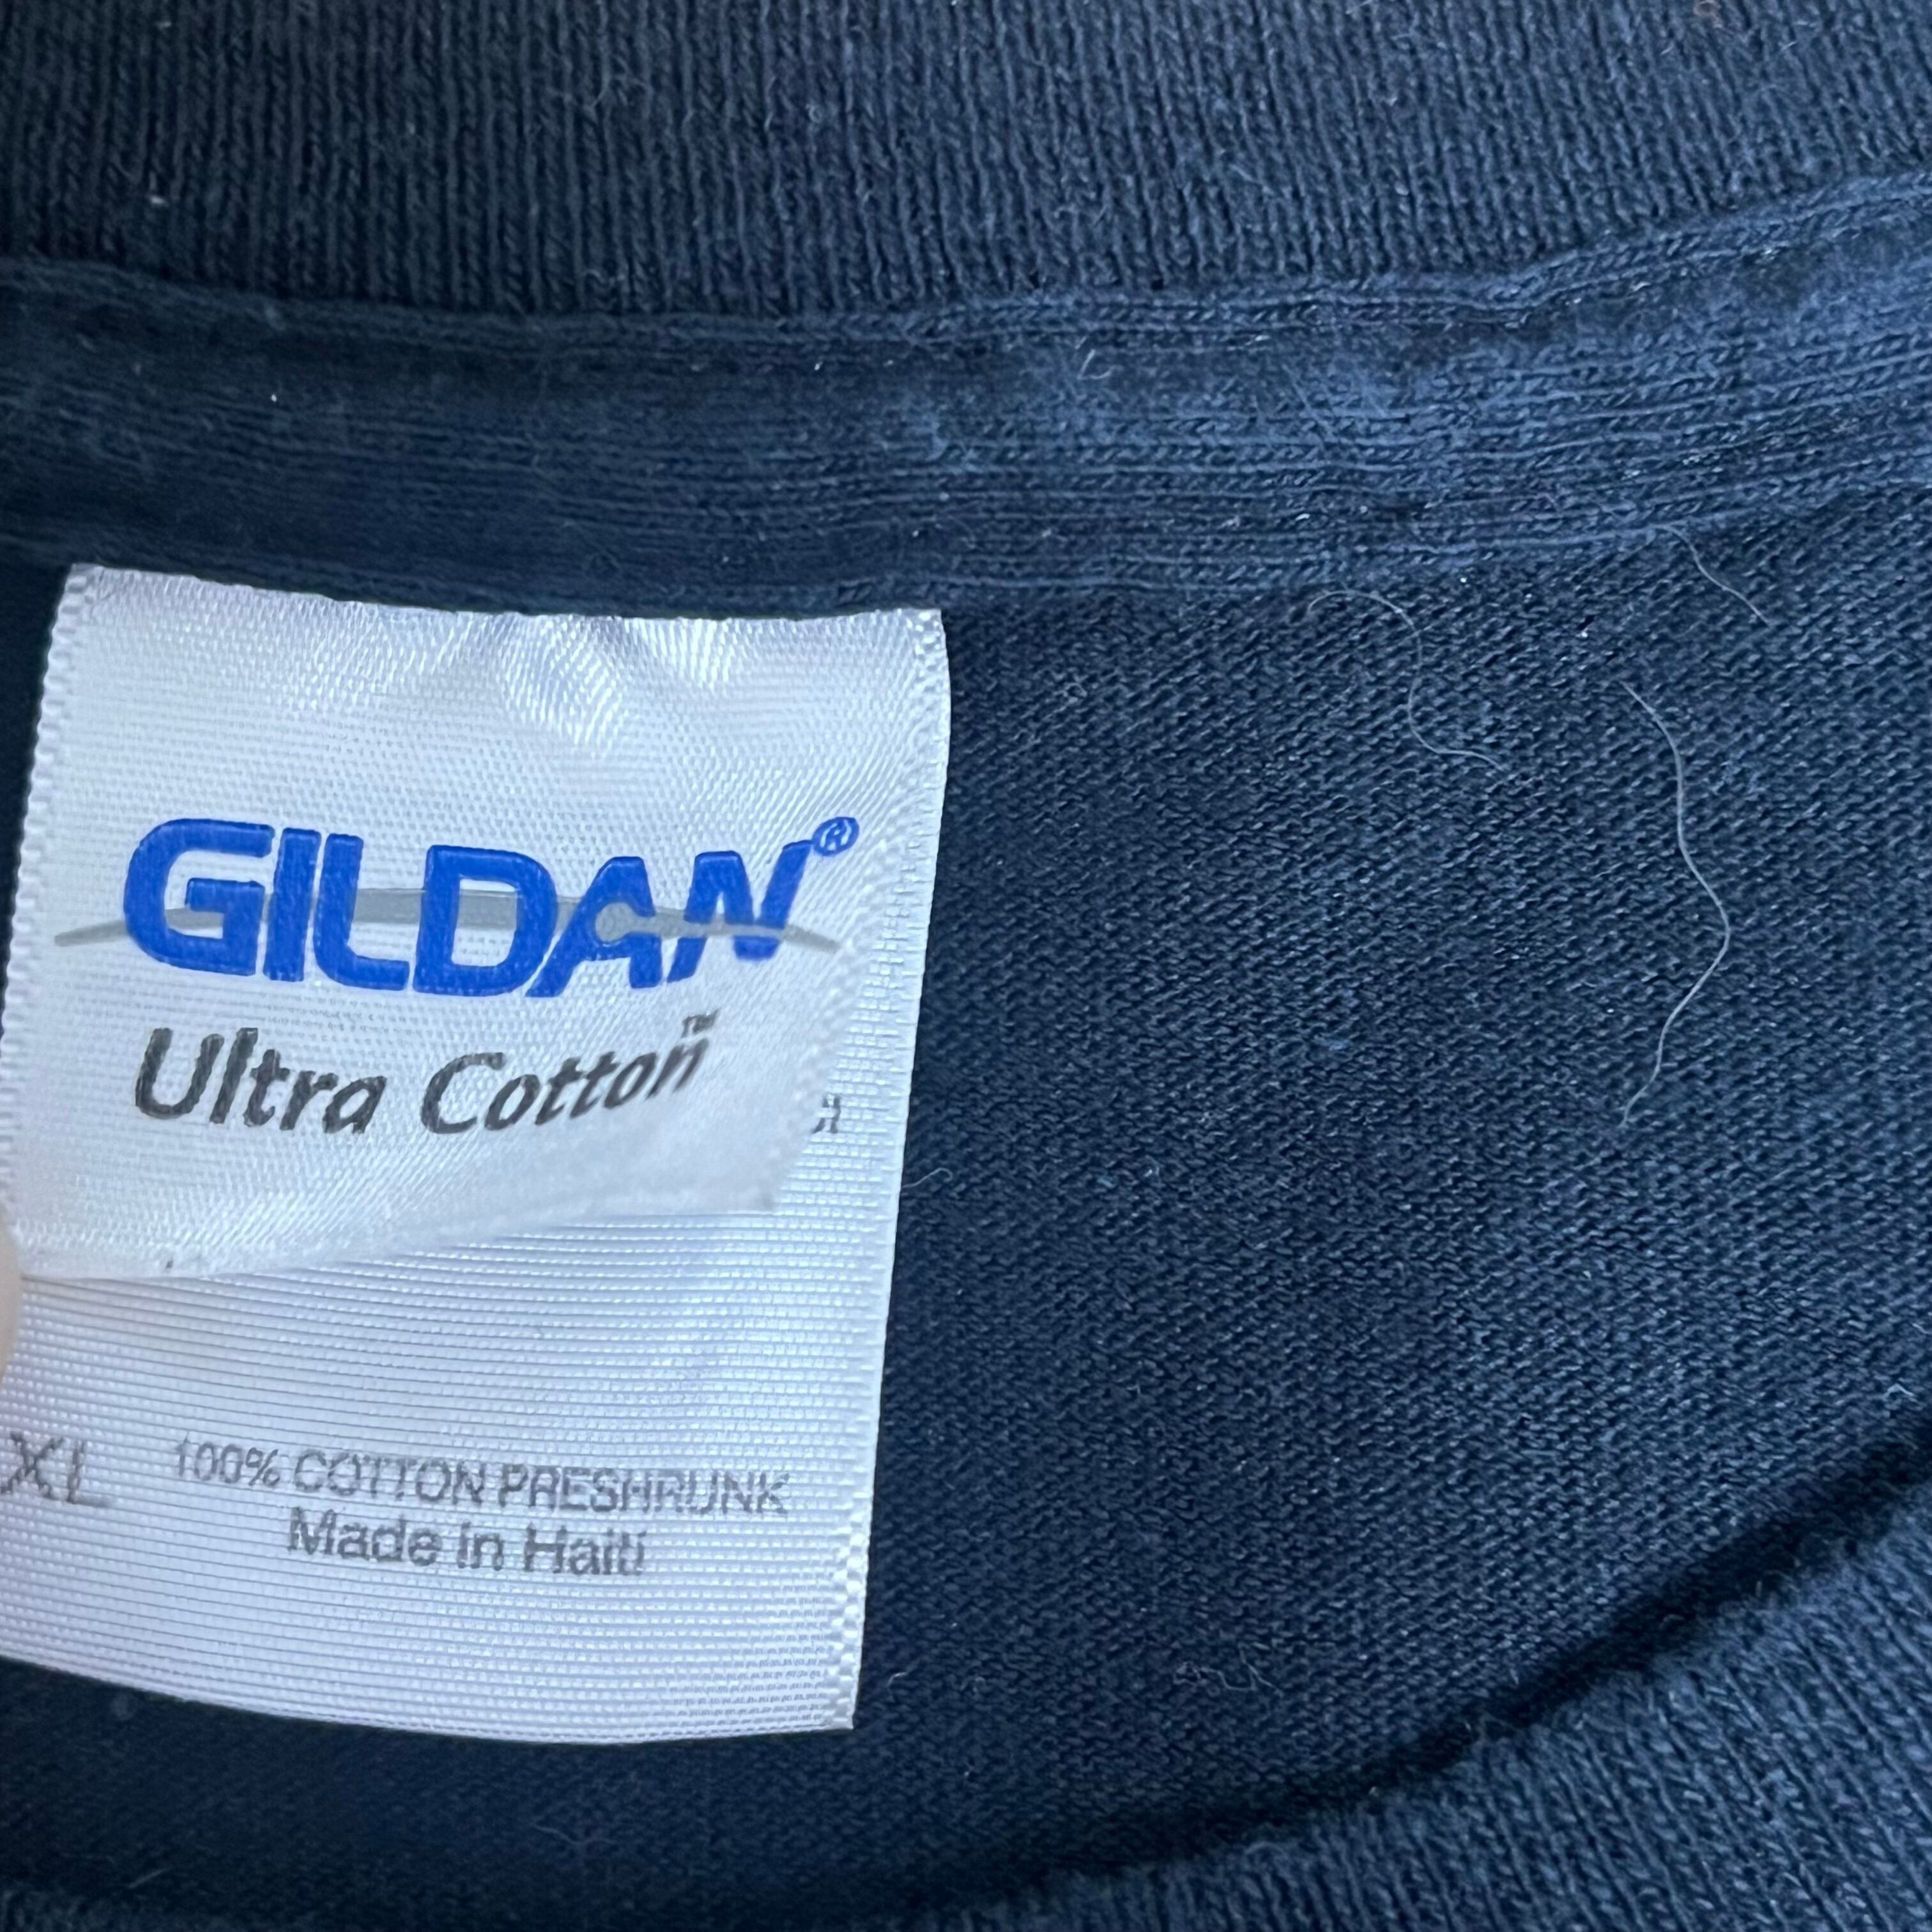 GILDAN®
Ultra Cotton™
XL 100% COTTON PRESHRUNK
Made in Haiti